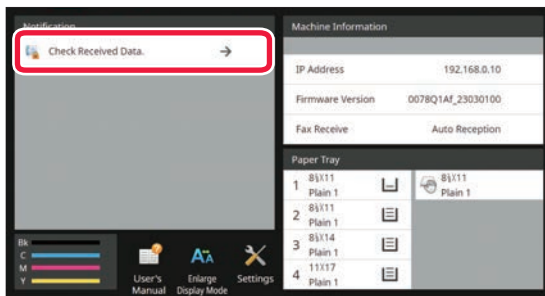 Notification
Check Received Data.
Machine Information
IP Address 192.168.0.10
Firmware Version 0078Q1Af_23030100
Fax Receive Auto Reception
Paper Tray
1 8½X11
Plain 1
8½X11
Plain 1
2 8½X11
Plain 1
3 8½X14
Plain 1
4 11X17
Plain 1
Bk
C
M
Y
User's
Manual
Enlarge
Display Mode
Settings